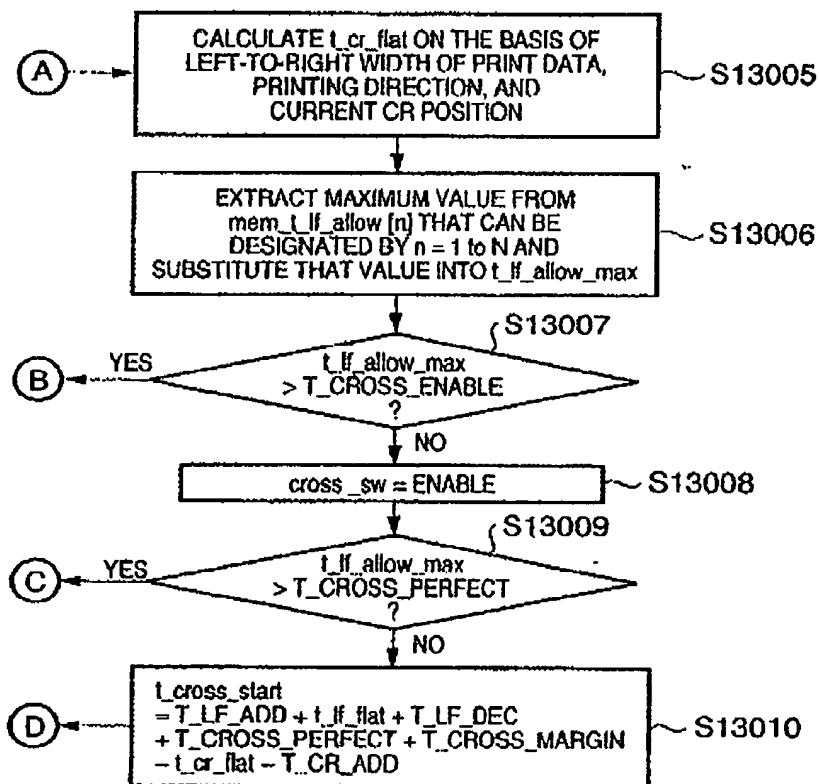 A
CALCULATE t_cr_flat ON THE BASIS OF
LEFT-TO-RIGHT WIDTH OF PRINT DATA,
PRINTING DIRECTION, AND
CURRENT CR POSITION
S13005
EXTRACT MAXIMUM VALUE FROM
mem_t_lf_allow [n] THAT CAN BE
DESIGNATED BY n = 1 to N AND
SUBSTITUTE THAT VALUE INTO t_lf_allow_max
S13006
S13007
B
YES
t_lf_allow_max
> T_CROSS_ENABLE
?
NO
cross_sw = ENABLE
S13008
S13009
C
YES
t_lf_allow_max
> T_CROSS_PERFECT
?
NO
D
t_cross_start
= T_LF_ADD + t_lf_flat + T_LF_DEC
+ T_CROSS_PERFECT + T_CROSS_MARGIN
− t_cr_flat − T_CR_ADD
S13010